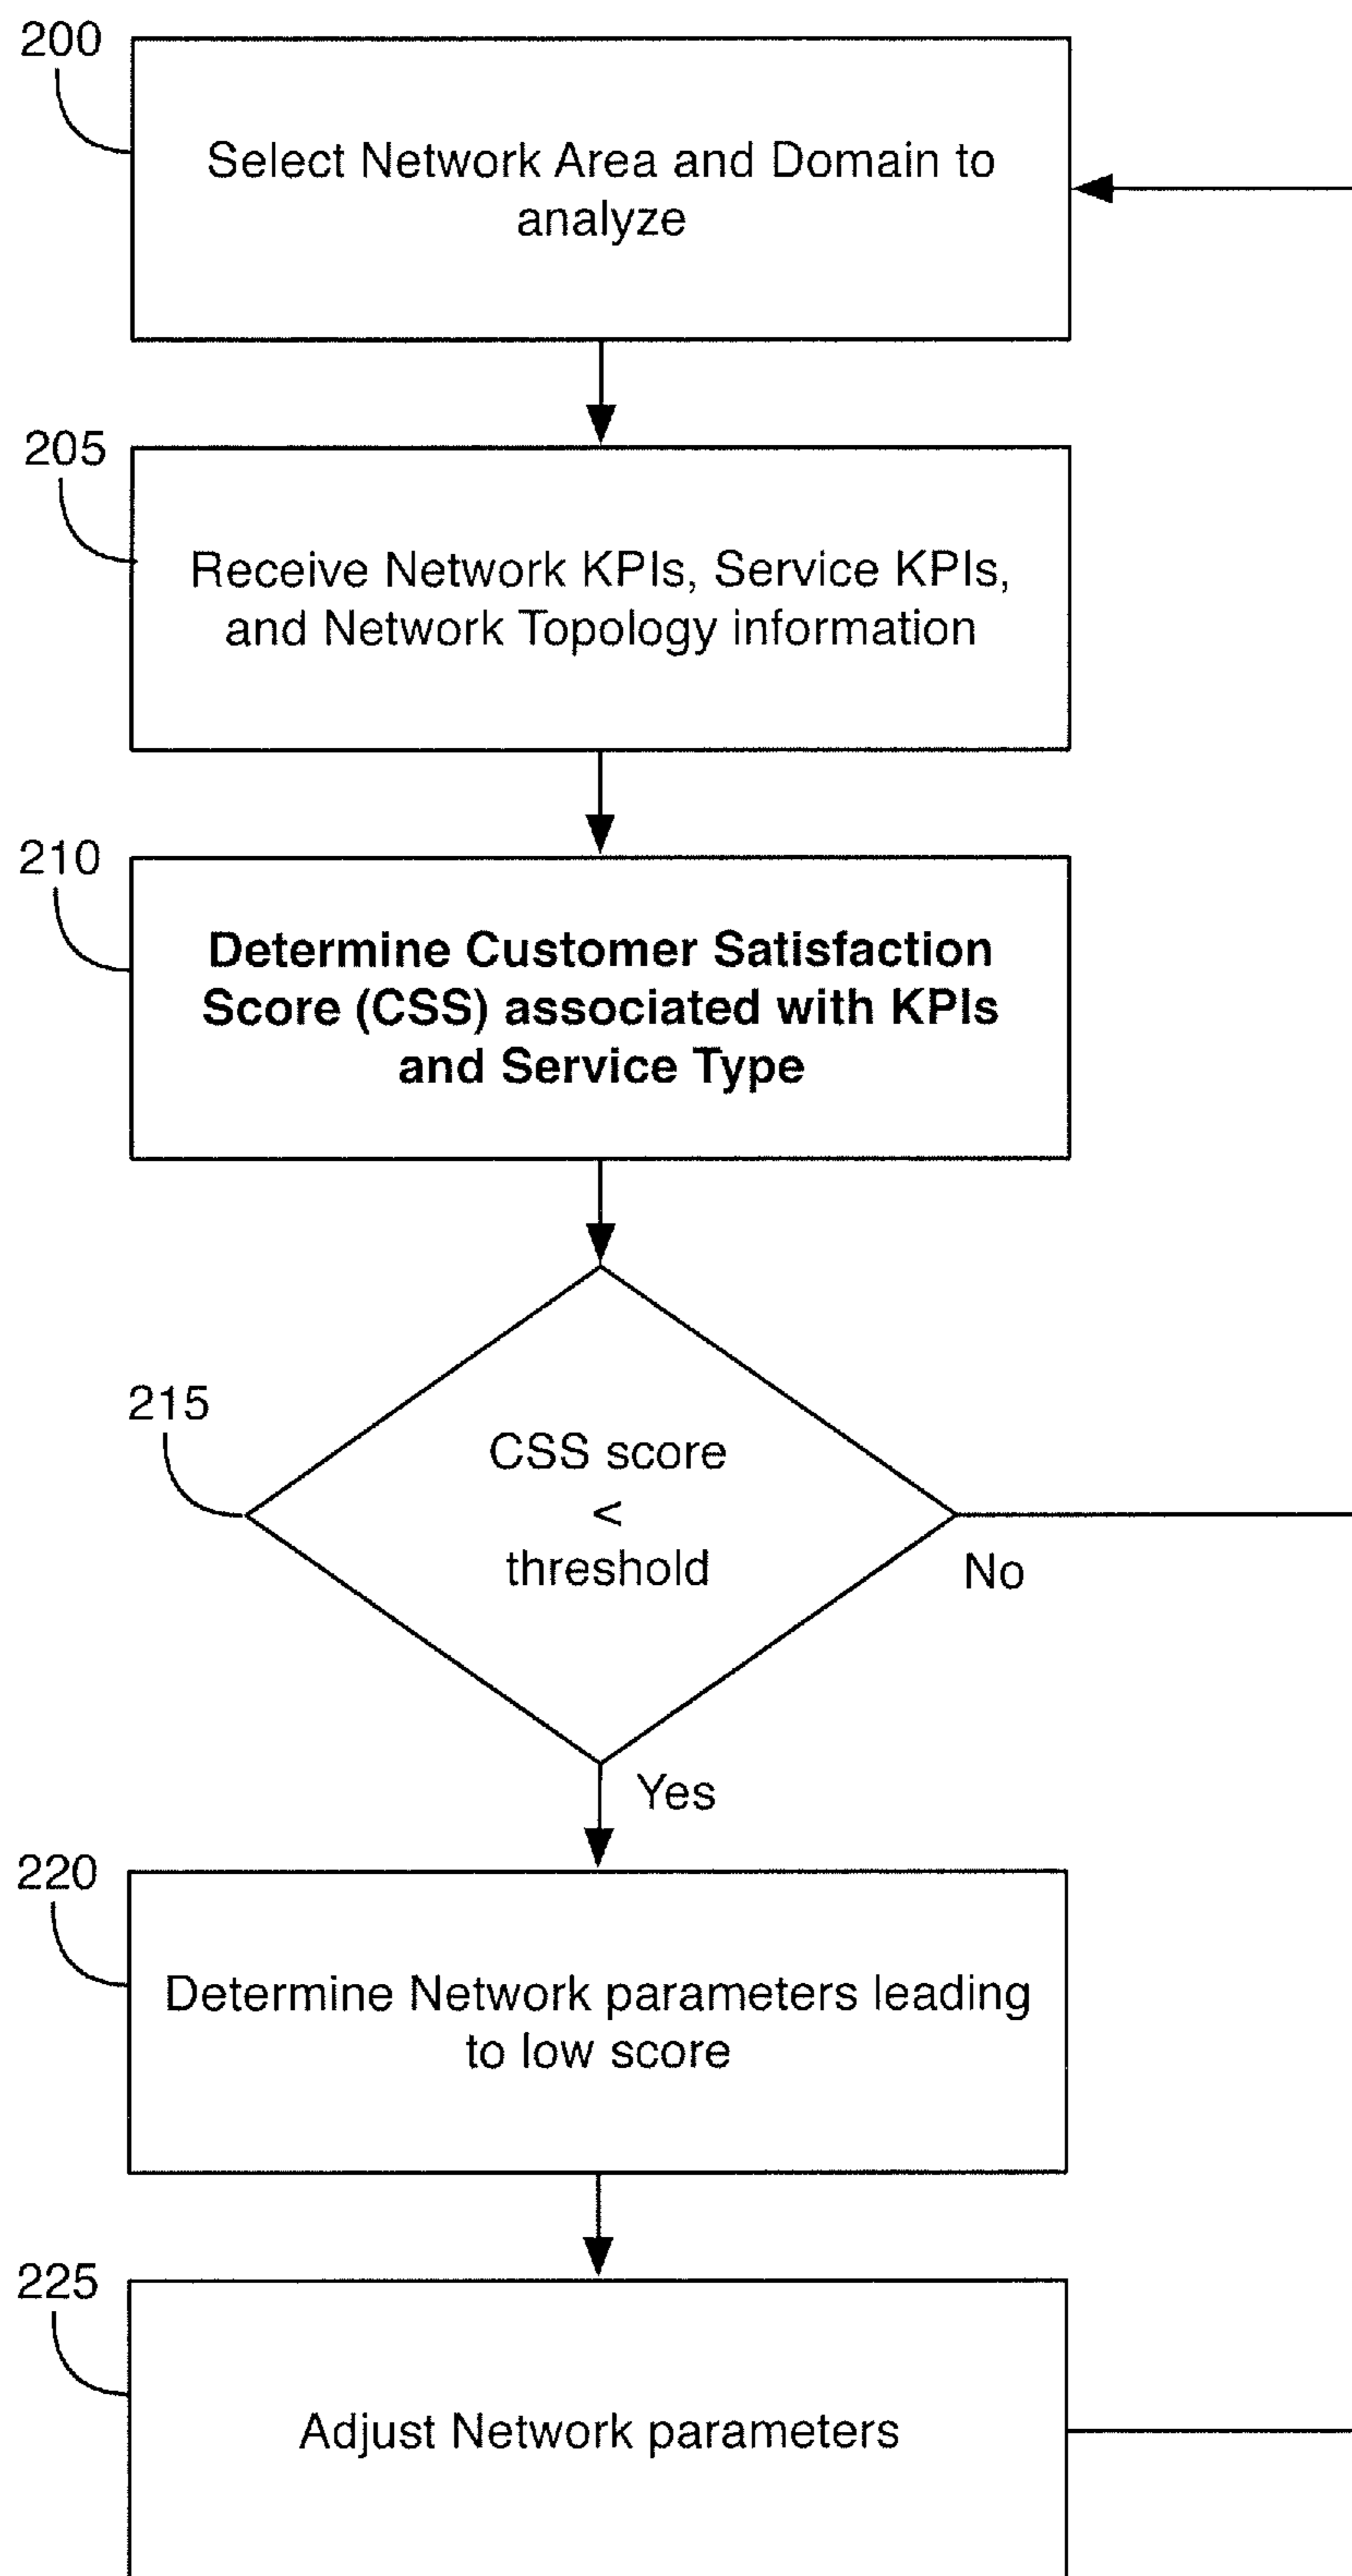 200
Select Network Area and Domain to
analyze
205
Receive Network KPIs, Service KPIs,
and Network Topology information
210
Determine Customer Satisfaction
Score (CSS) associated with KPIs
and Service Type
215
CSS score
<
threshold
No
Yes
220
Determine Network parameters leading
to low score
225
Adjust Network parameters